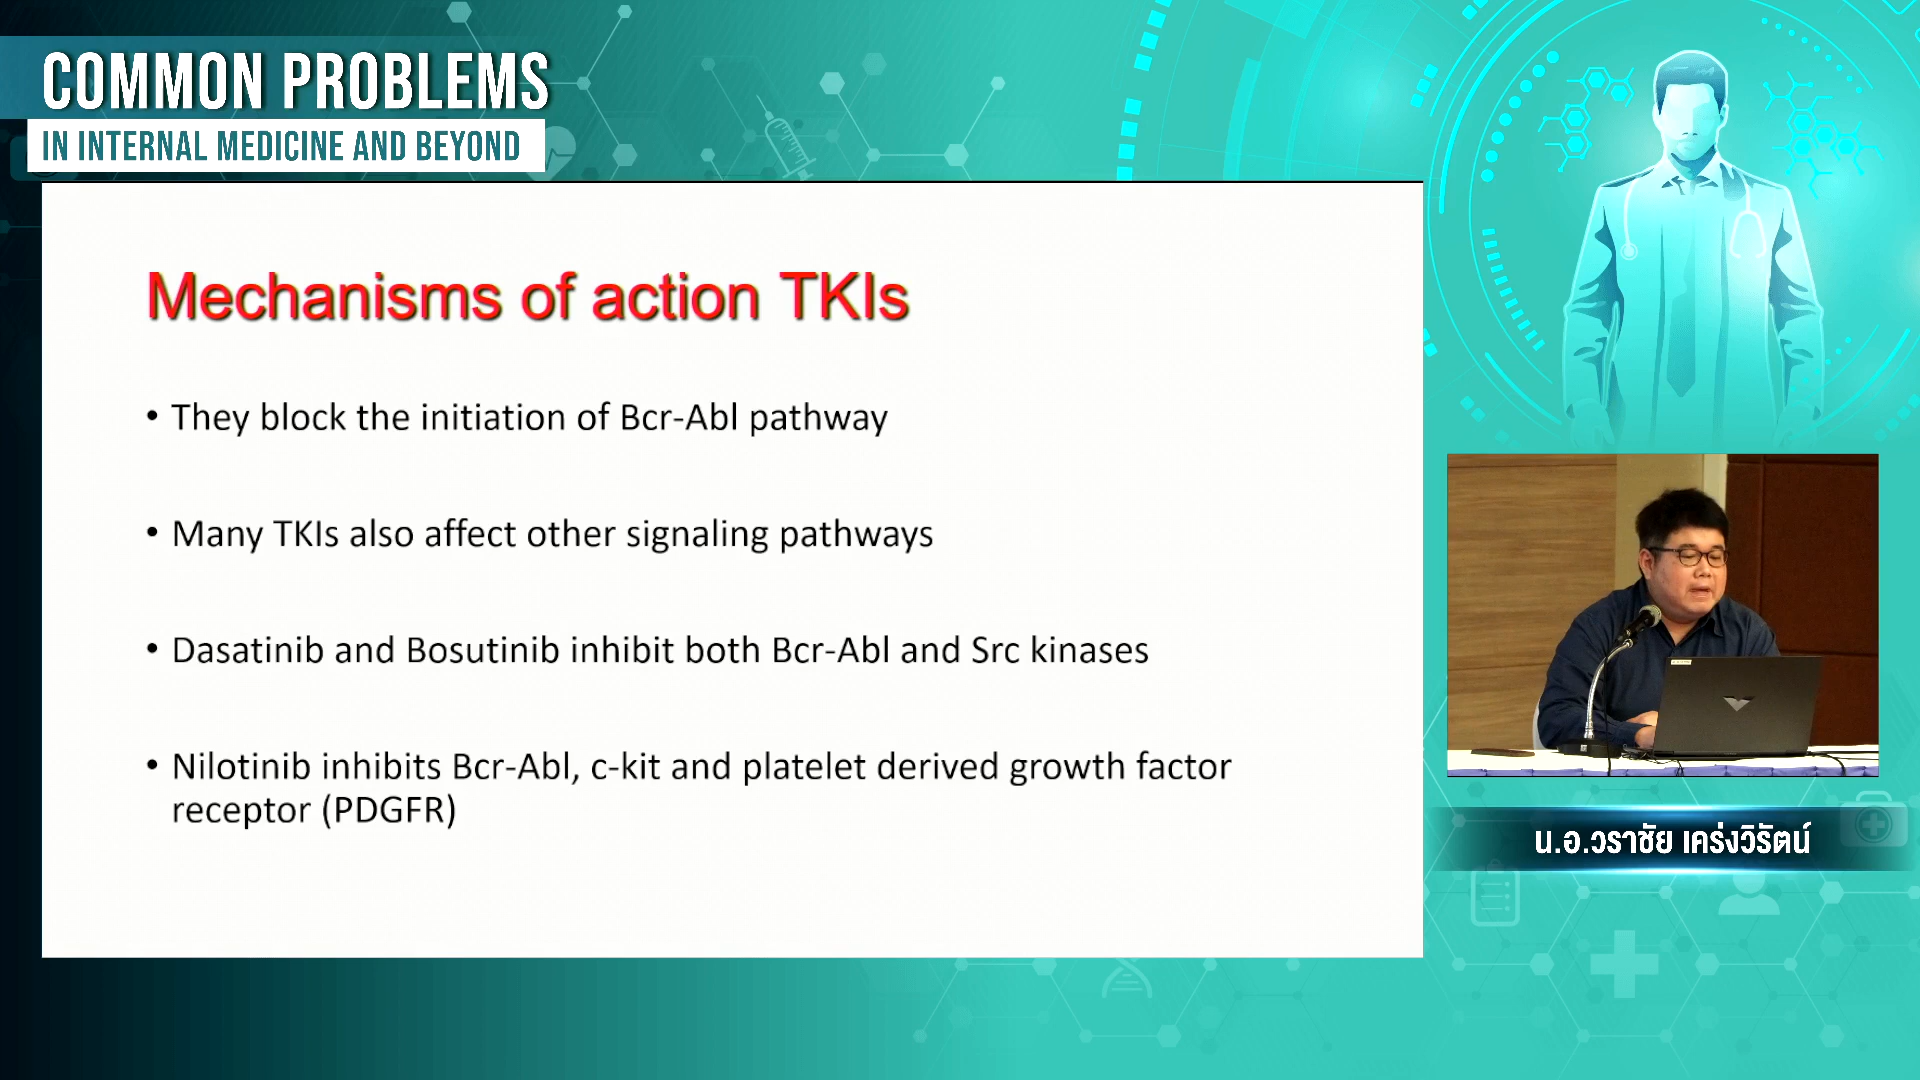 COMMON PROBLEMS
IN INTERNAL MEDICINE AND BEYOND
Mechanisms of action TKIs
• They block the initiation of Bcr-Abl pathway
• Many TKIs also affect other signaling pathways
• Dasatinib and Bosutinib inhibit both Bcr-Abl and Src kinases
• Nilotinib inhibits Bcr-Abl, c-kit and platelet derived growth factor
receptor (PDGFR)
น.อ.วราชัย เคร่งวิรัตน์